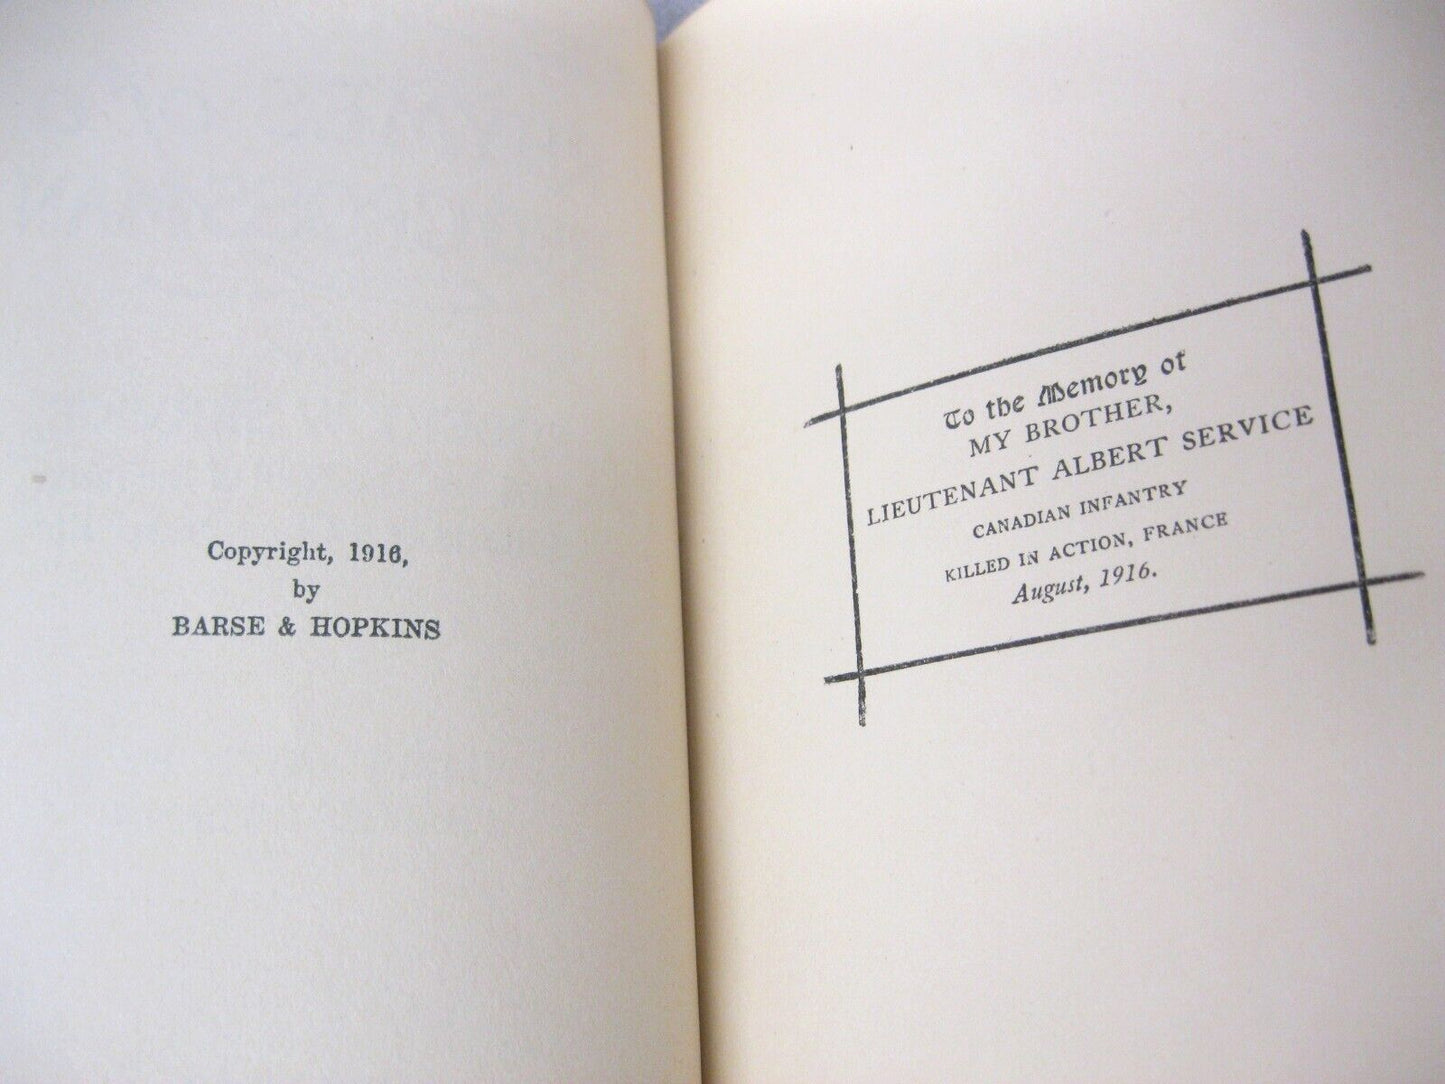 Copyright, 1916,
by
BARSE & HOPKINS
To the Memory of
MY BROTHER,
LIEUTENANT ALBERT SERVICE
CANADIAN INFANTRY
KILLED IN ACTION, FRANCE
August, 1916.